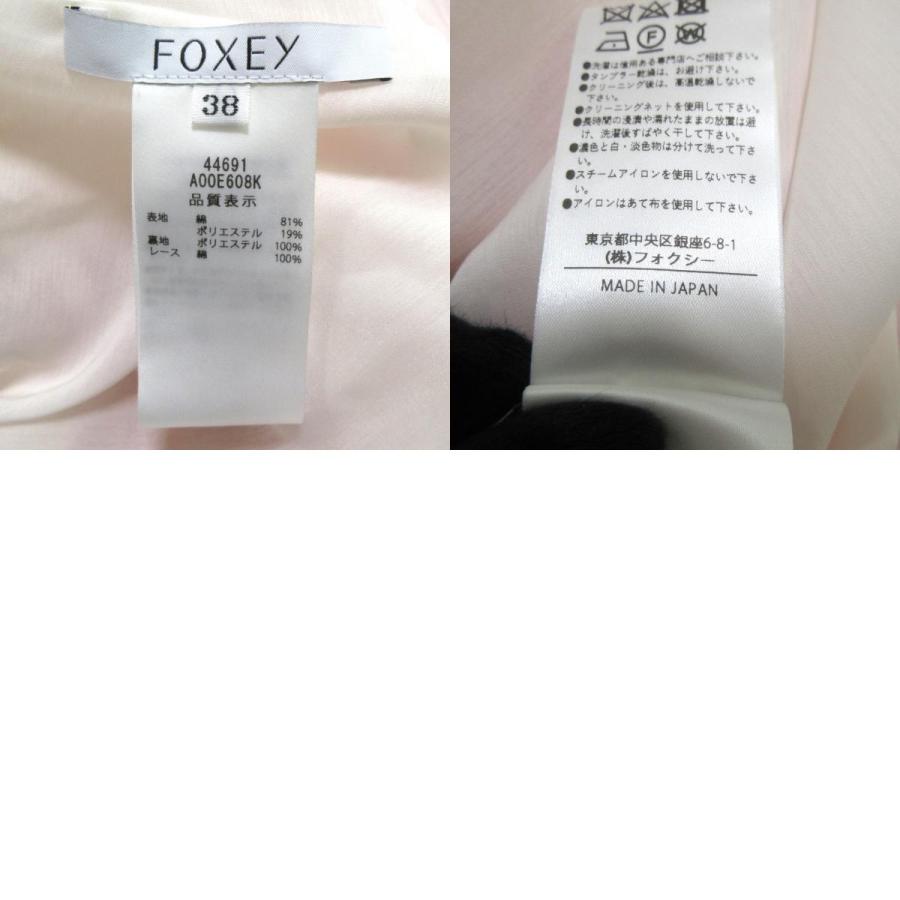 FOXEY
38
44691
A00E608K
品質表示
表地 綿 81%
ポリエステル 19%
裏地 ポリエステル 100%
レース 綿 100%
●洗濯は信用ある専門店へご相談下さい。
●タンブラー乾燥は、お避け下さい。
●クリーニング後は、高温乾燥しないで
下さい。
●クリーニングネットを使用して下さい。
●長時間の浸漬や濡れたままの放置は避
け、洗濯後すばやく干して下さい。
●濃色と白・淡色物は分けて洗って下さ
い。
●スチームアイロンを使用しないで下さ
い。
●アイロンはあて布を使用して下さい。
東京都中央区銀座6-8-1
(株)フォクシー
MADE IN JAPAN